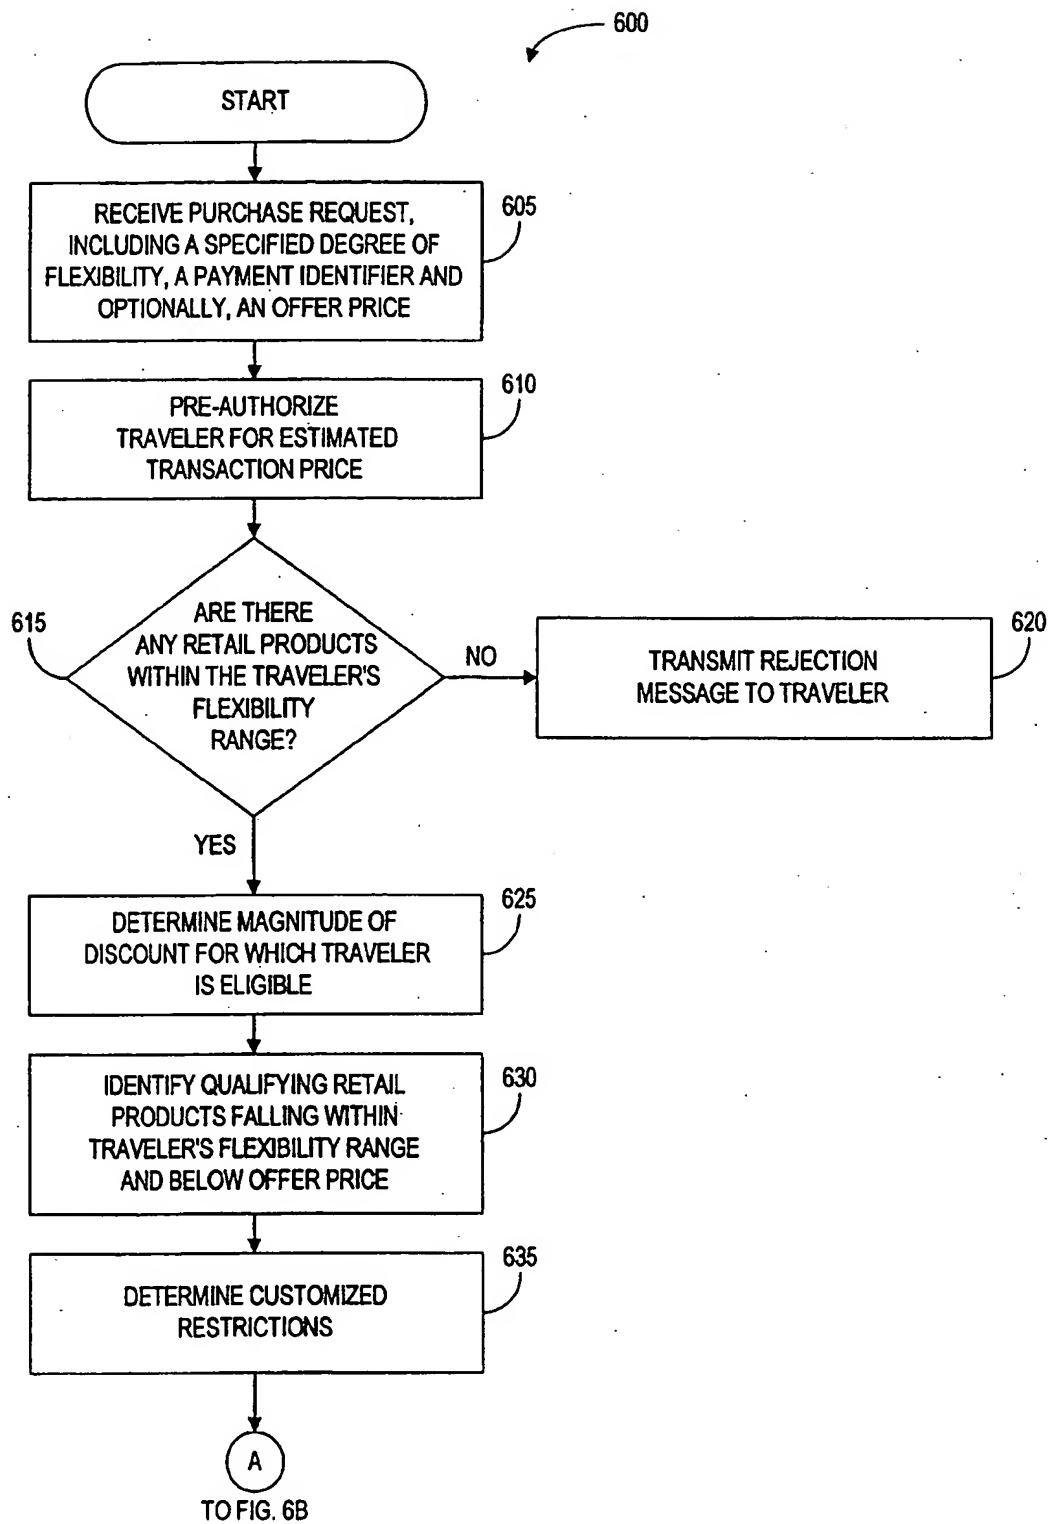 600
START
605
RECEIVE PURCHASE REQUEST,
INCLUDING A SPECIFIED DEGREE OF
FLEXIBILITY, A PAYMENT IDENTIFIER AND
OPTIONALLY, AN OFFER PRICE
610
PRE-AUTHORIZE
TRAVELER FOR ESTIMATED
TRANSACTION PRICE
615
ARE THERE
ANY RETAIL PRODUCTS
WITHIN THE TRAVELER'S
FLEXIBILITY
RANGE?
NO
620
TRANSMIT REJECTION
MESSAGE TO TRAVELER
YES
625
DETERMINE MAGNITUDE OF
DISCOUNT FOR WHICH TRAVELER
IS ELIGIBLE
630
IDENTIFY QUALIFYING RETAIL
PRODUCTS FALLING WITHIN
TRAVELER'S FLEXIBILITY RANGE
AND BELOW OFFER PRICE
635
DETERMINE CUSTOMIZED
RESTRICTIONS
A
TO FIG. 6B